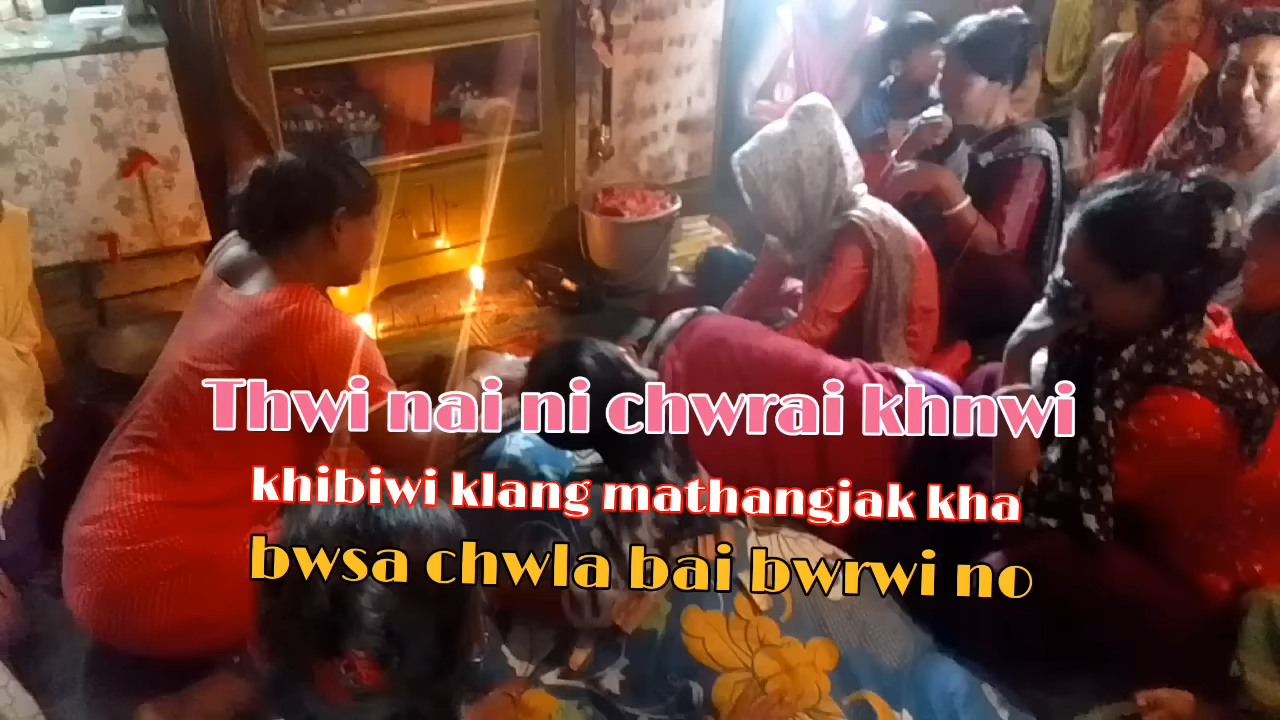 Thwi nai ni chwrai khnwi
khibiwi klang mathangjak kha
bwsa chwla bai bwrwi no